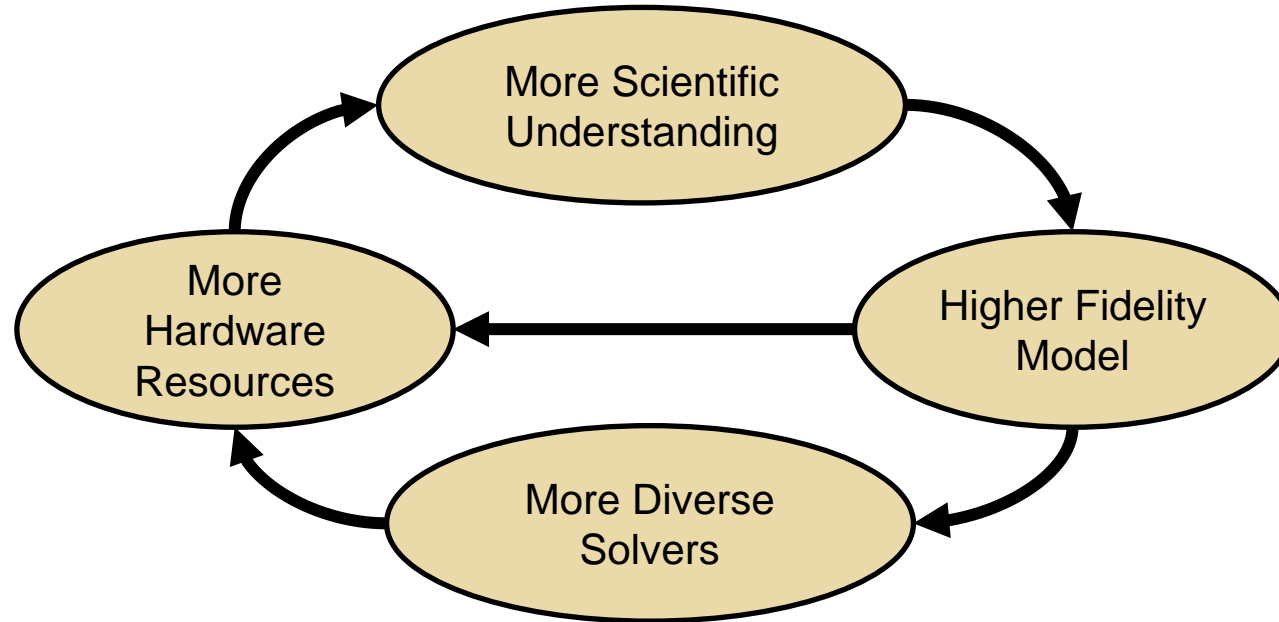 More Scientific
Understanding
More
Hardware
Resources
Higher Fidelity
Model
More Diverse
Solvers